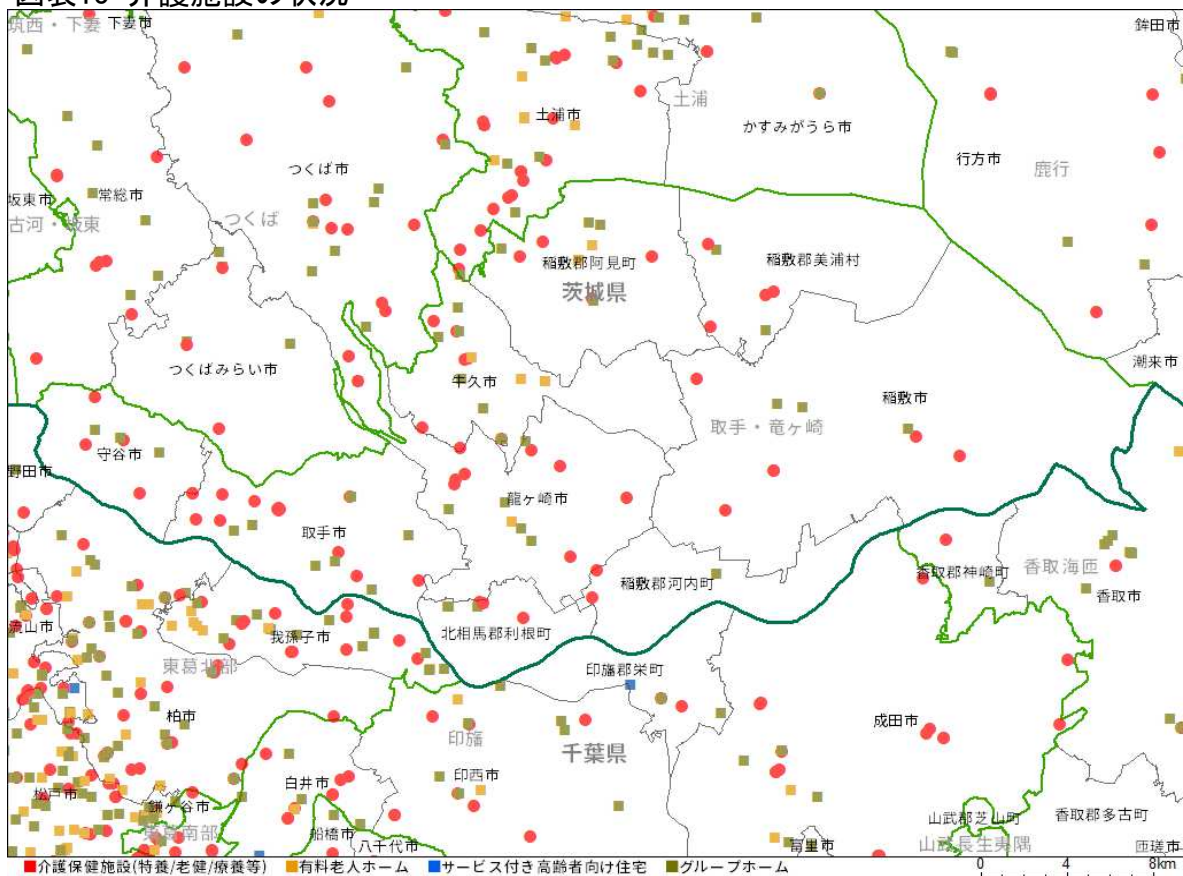 筑西・下妻 下妻市
鉾田市
土浦
土浦市
かすみがうら市
行方市
鹿行
つくば市
坂東市
常総市
古河・坂東
つくば
稲敷郡阿見町
稲敷郡美浦村
茨城県
潮来市
つくばみらい市
牛久市
稲敷市
取手・竜ヶ崎
守谷市
野田市
龍ヶ崎市
取手市
香取海匝
稲敷郡河内町
香取郡神崎町
香取市
流山市
我孫子市
北相馬郡利根町
東葛北部
印旛郡栄町
柏市
成田市
印旛
千葉県
白井市
印西市
松戸市
鎌ヶ谷市
山武郡芝山町
香取郡多古町
東葛南部
船橋市
八千代市
富里市
山武長生夷隅
匝瑳市
0 4 8km
介護保健施設(特養/老健/療養等) 有料老人ホーム サービス付き高齢者向け住宅 グループホーム